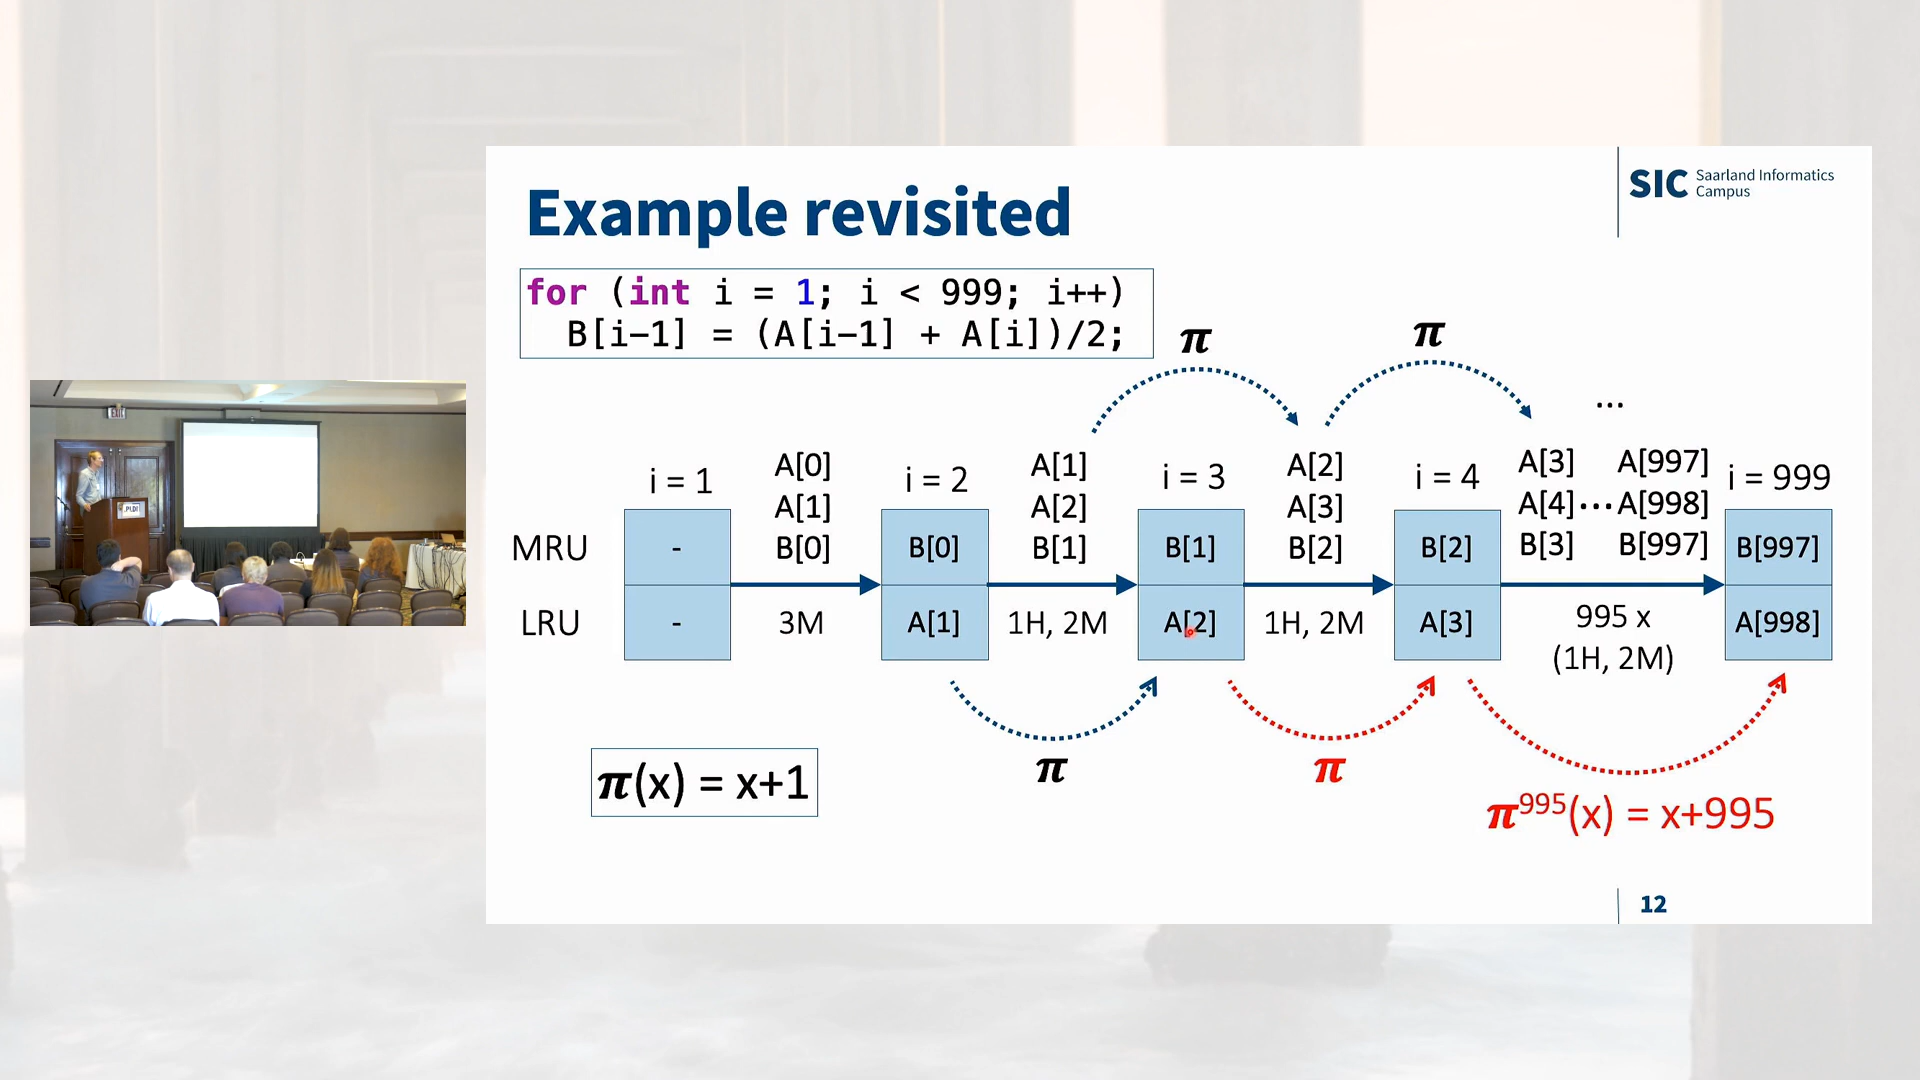 SIC Saarland Informatics
Campus
Example revisited
for (int i = 1; i < 999; i++)
B[i-1] = (A[i-1] + A[i])/2;
π
π
...
i = 1
A[0]
A[1]
B[0]
i = 2
A[1]
A[2]
B[1]
i = 3
A[2]
A[3]
B[2]
i = 4
A[3] A[997]
A[4]...A[998]
B[3] B[997]
i = 999
MRU - B[0] B[1] B[2] B[997]
LRU - 3M A[1] 1H, 2M A[2] 1H, 2M A[3] 995 x A[998]
(1H, 2M)
π
π
π(x) = x+1
π⁹⁹⁵(x) = x+995
12
EXIT
PLDI